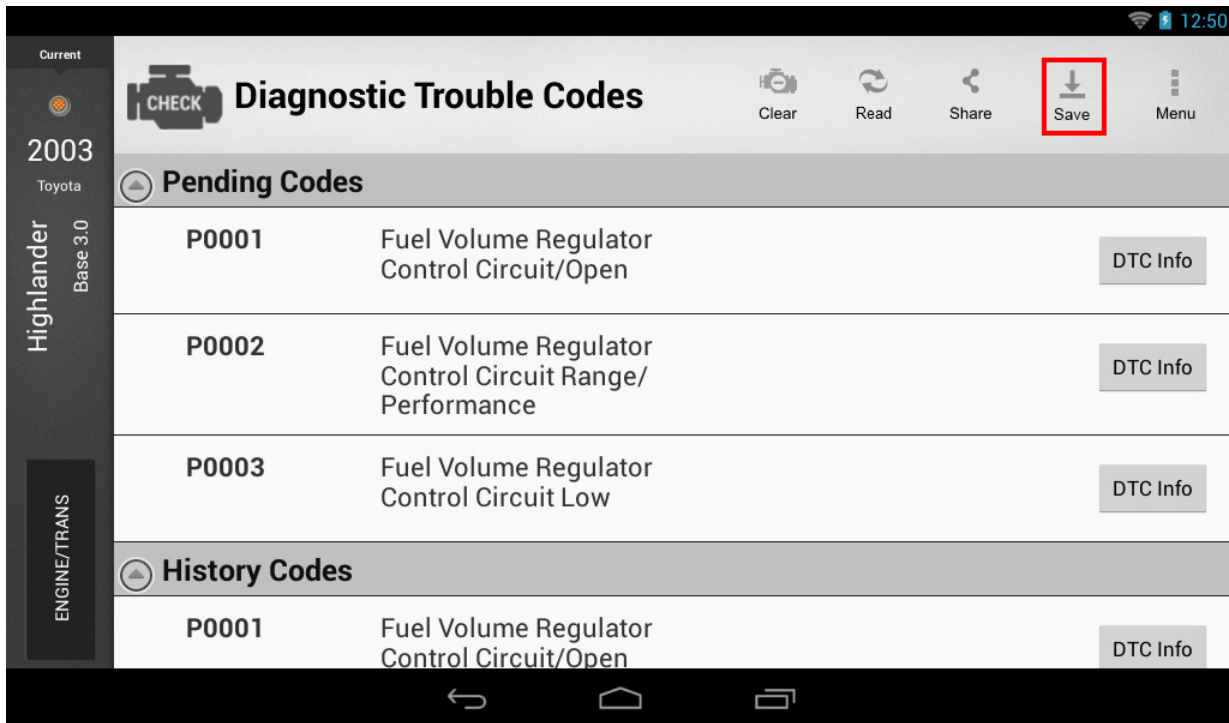 12:50
Current
2003
Toyota
Highlander
Base 3.0
ENGINE/TRANS
CHECK
Diagnostic Trouble Codes
Clear
Read
Share
Save
Menu
Pending Codes
P0001
Fuel Volume Regulator
Control Circuit/Open
DTC Info
P0002
Fuel Volume Regulator
Control Circuit Range/
Performance
DTC Info
P0003
Fuel Volume Regulator
Control Circuit Low
DTC Info
History Codes
P0001
Fuel Volume Regulator
Control Circuit/Open
DTC Info